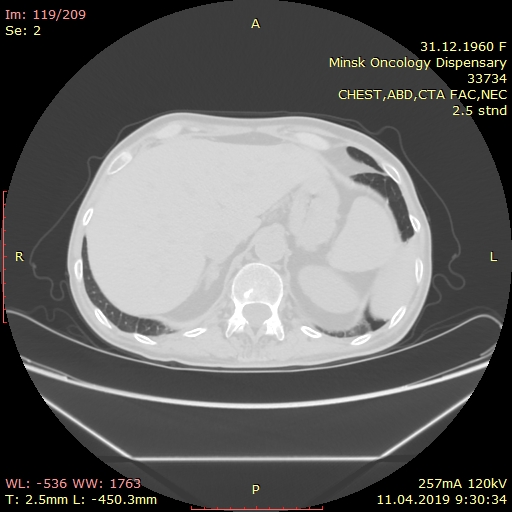 Im: 119/209
Se: 2
A
31.12.1960 F
Minsk Oncology Dispensary
33734
CHEST,ABD,CTA FAC,NEC
2.5 stnd
R
L
WL: -536 WW: 1763
T: 2.5mm L: -450.3mm
P
257mA 120kV
11.04.2019 9:30:34